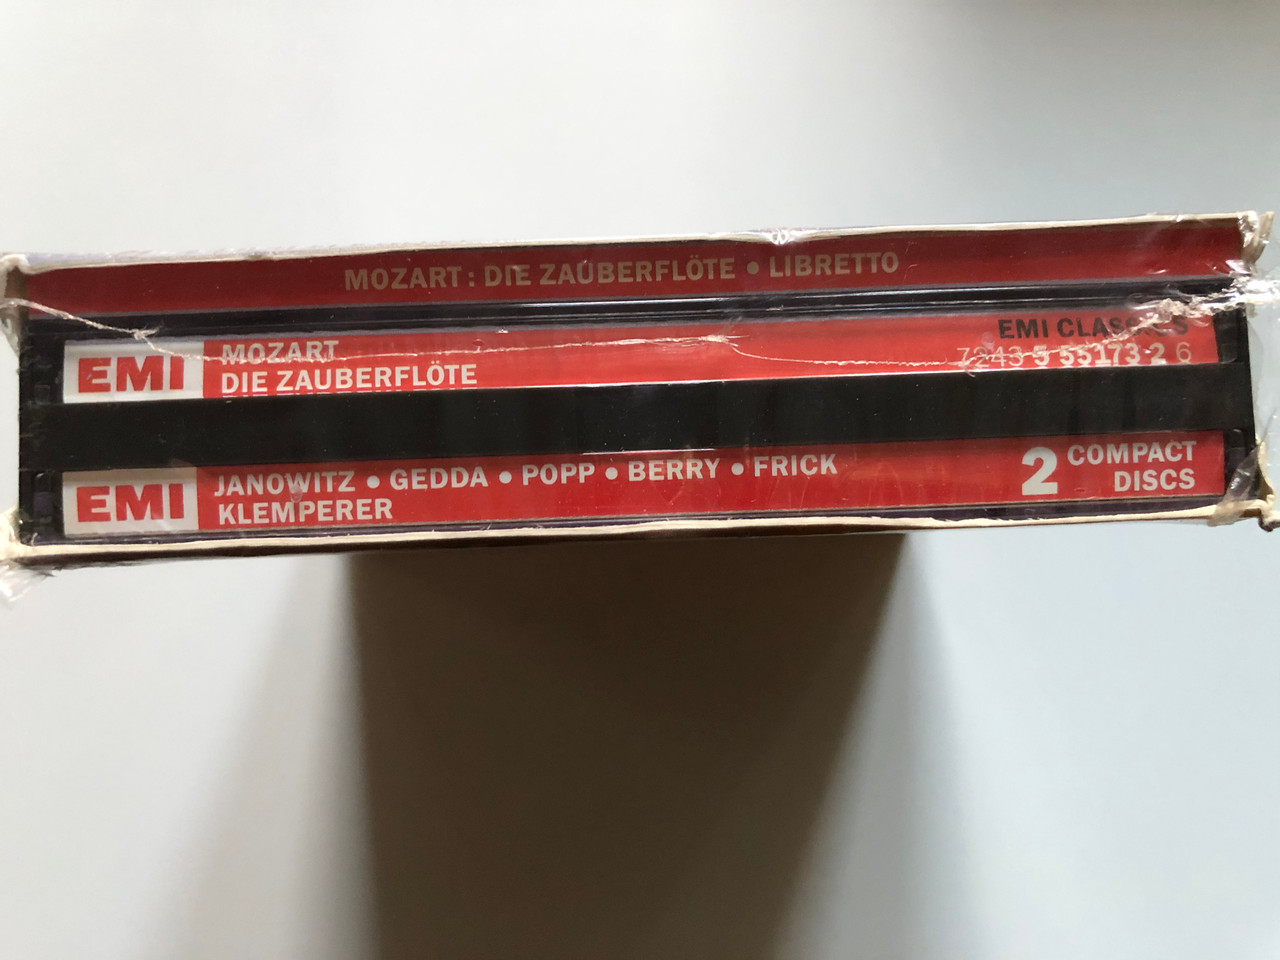 MOZART : DIE ZAUBERFLÖTE • LIBRETTO
EMI
MOZART
DIE ZAUBERFLÖTE
EMI CLASSICS
7243 5 55173 2 6
EMI
JANOWITZ • GEDDA • POPP • BERRY • FRICK
KLEMPERER
2 COMPACT
DISCS